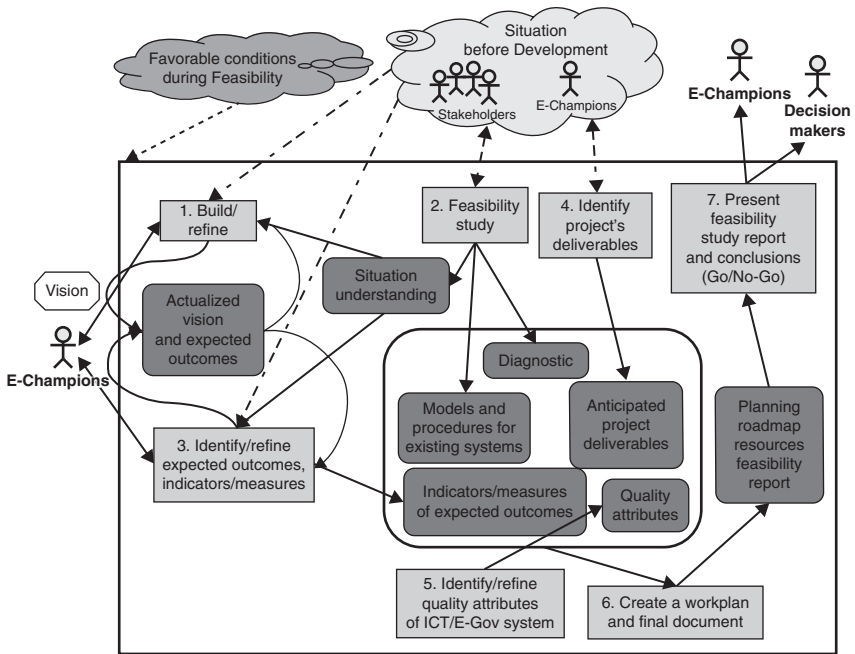 Favorable conditions
during Feasibility
Situation
before Development
Stakeholders
E-Champions
E-Champions
Decision
makers
1. Build/
refine
2. Feasibility
study
4. Identify
project's
deliverables
7. Present
feasibility
study report
and conclusions
(Go/No-Go)
Vision
E-Champions
Actualized
vision
and expected
outcomes
Situation
understanding
Diagnostic
Models and
procedures for
existing systems
Anticipated
project
deliverables
Planning
roadmap
resources
feasibility
report
3. Identify/refine
expected outcomes,
indicators/measures
Indicators/measures
of expected outcomes
Quality
attributes
5. Identify/refine
quality attributes
of ICT/E-Gov system
6. Create a workplan
and final document